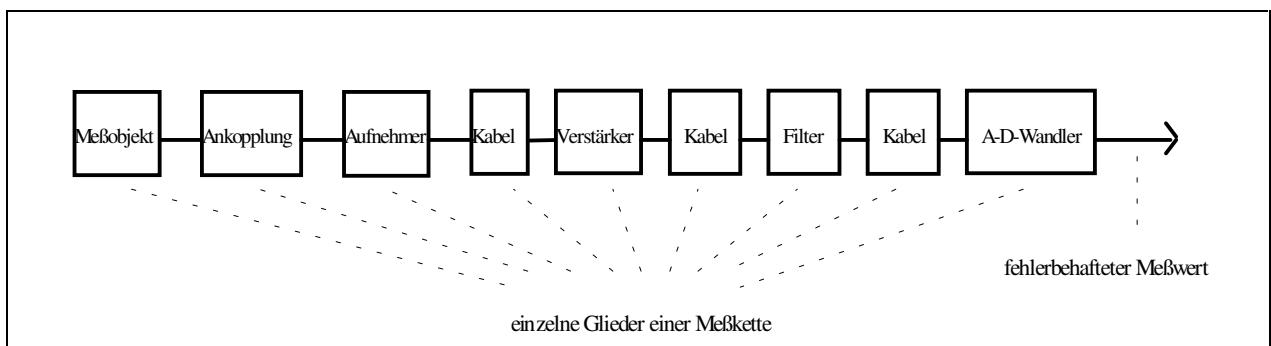 Meßobjekt Ankopplung Aufnehmer Kabel Verstärker Kabel Filter Kabel A-D-Wandler
fehlerbehafteter Meßwert
einzelne Glieder einer Meßkette